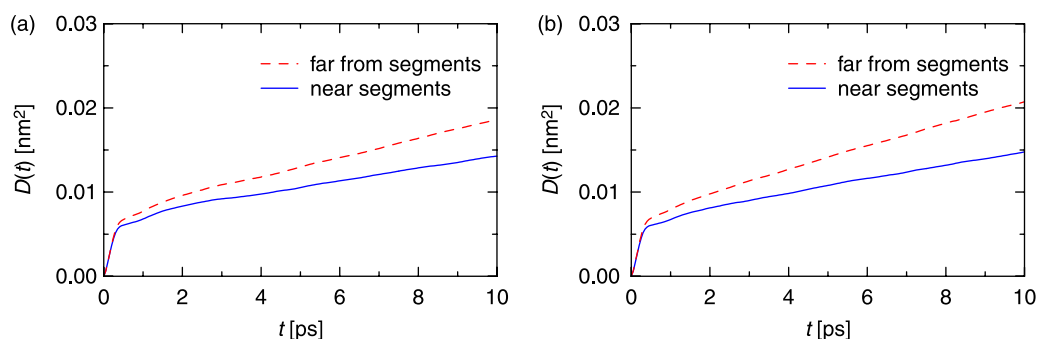 (a)
0.03
0.02
0.01
0.00
D(t) [nm²]
far from segments
near segments
0 2 4 6 8 10
t [ps]
(b)
0.03
0.02
0.01
0.00
D(t) [nm²]
far from segments
near segments
0 2 4 6 8 10
t [ps]